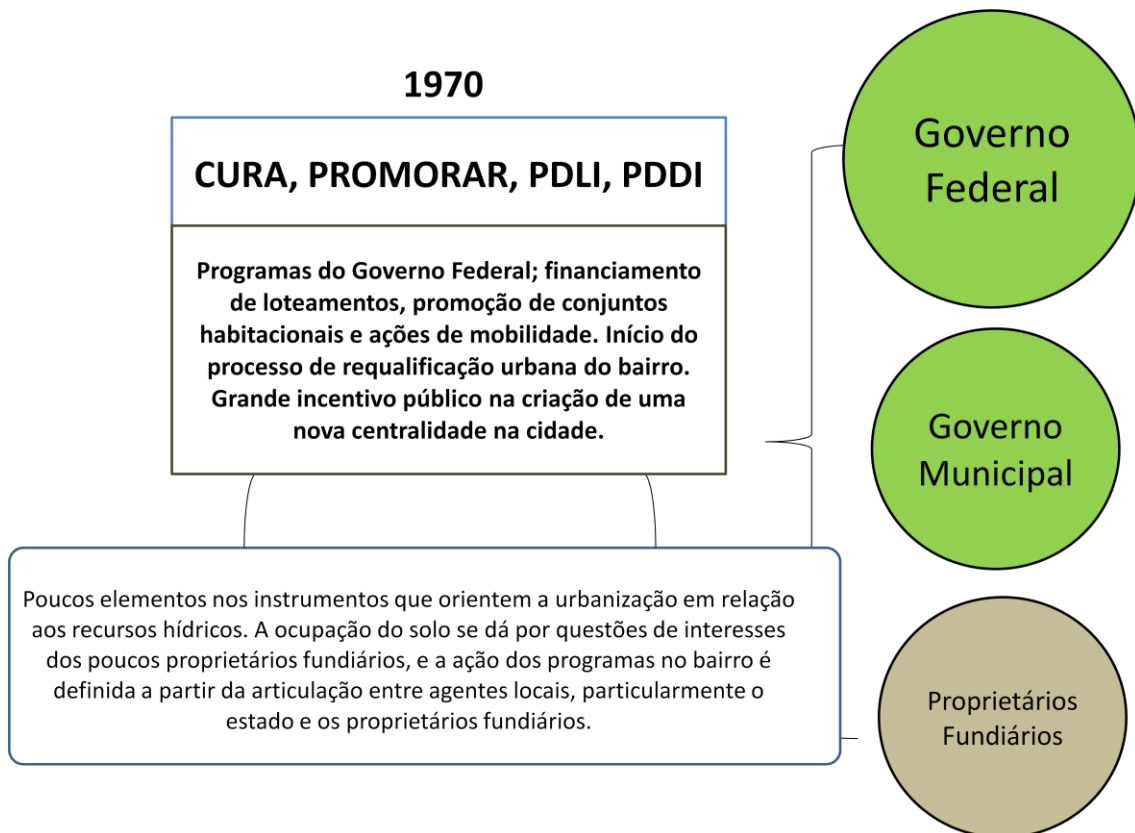 1970
CURA, PROMORAR, PDLI, PDDI
Programas do Governo Federal; financiamento
de loteamentos, promoção de conjuntos
habitacionais e ações de mobilidade. Início do
processo de requalificação urbana do bairro.
Grande incentivo público na criação de uma
nova centralidade na cidade.
Poucos elementos nos instrumentos que orientem a urbanização em relação
aos recursos hídricos. A ocupação do solo se dá por questões de interesses
dos poucos proprietários fundiários, e a ação dos programas no bairro é
definida a partir da articulação entre agentes locais, particularmente o
estado e os proprietários fundiários.
Governo
Federal
Governo
Municipal
Proprietários
Fundiários